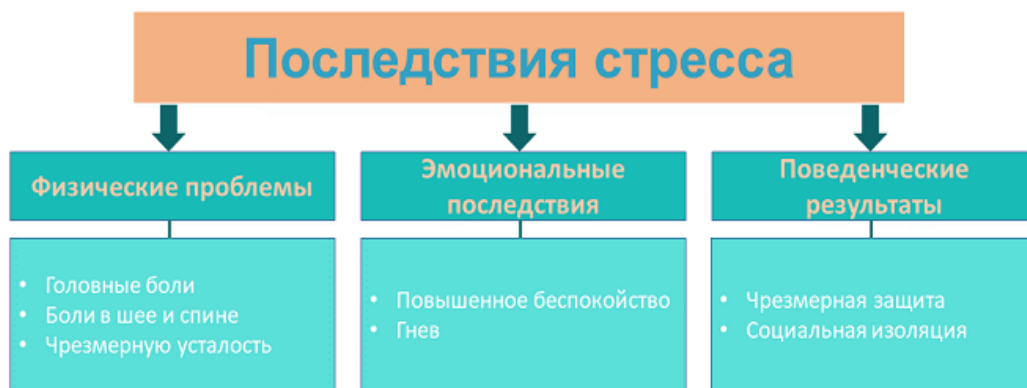 Последствия стресса
Физические проблемы
• Головные боли
• Боли в шее и спине
• Чрезмерную усталость
Эмоциональные
последствия
• Повышенное беспокойство
• Гнев
Поведенческие
результаты
• Чрезмерная защита
• Социальная изоляция